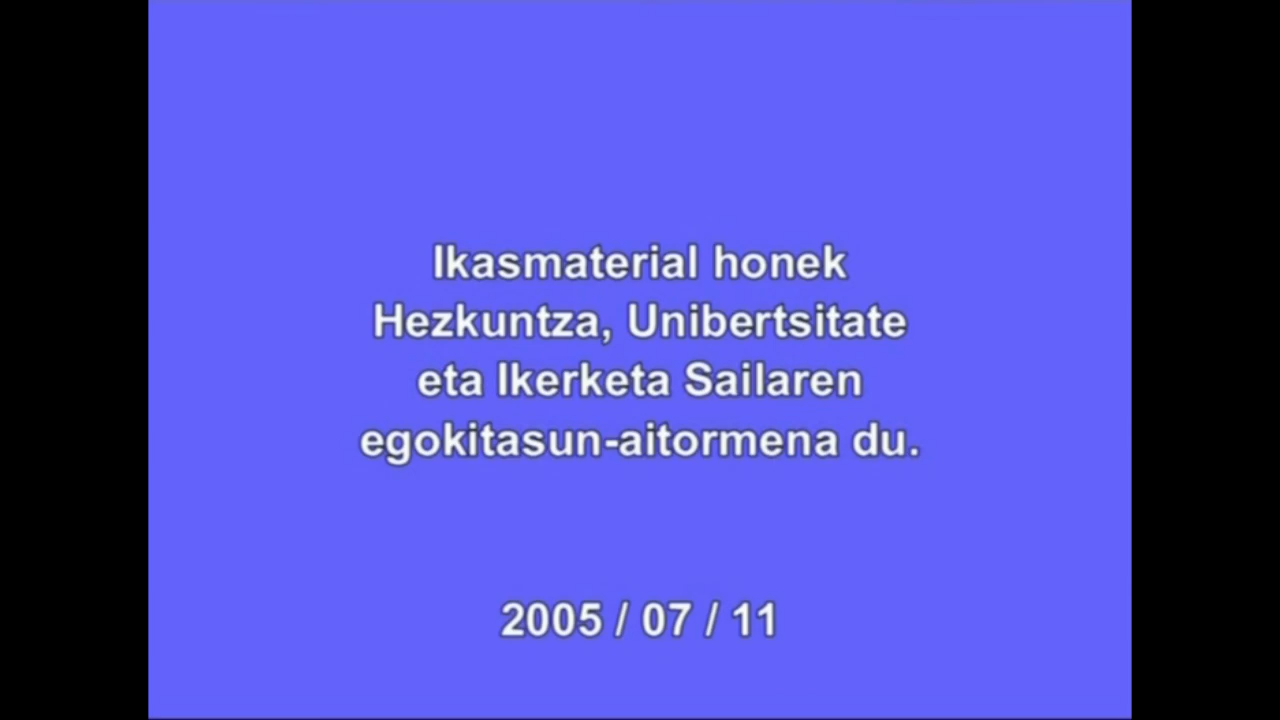 Ikasmaterial honek
Hezkuntza, Unibertsitate
eta Ikerketa Sailaren
egokitasun-aitormena du.
2005 / 07 / 11